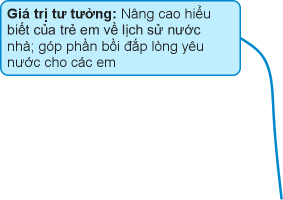 Giá trị tư tưởng: Nâng cao hiểu
biết của trẻ em về lịch sử nước
nhà; góp phần bồi đắp lòng yêu
nước cho các em